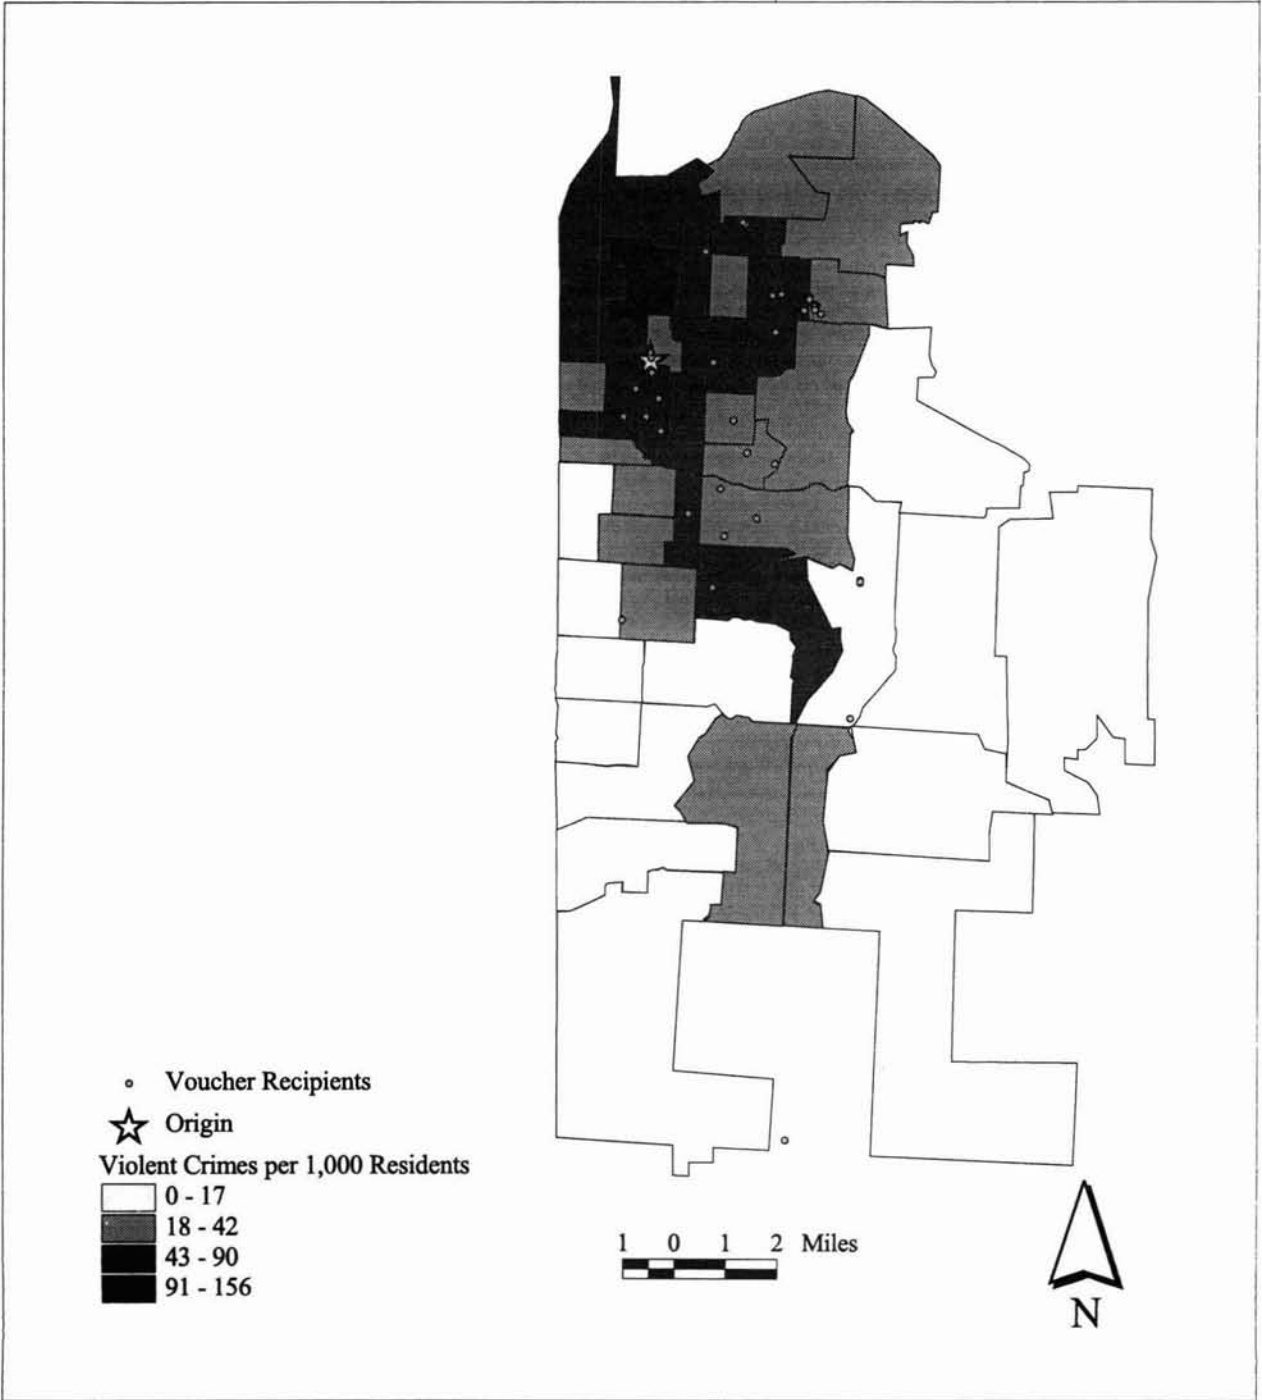 Voucher Recipients
Origin
Violent Crimes per 1,000 Residents
0 - 17
18 - 42
43 - 90
91 - 156
1 0 1 2 Miles
N